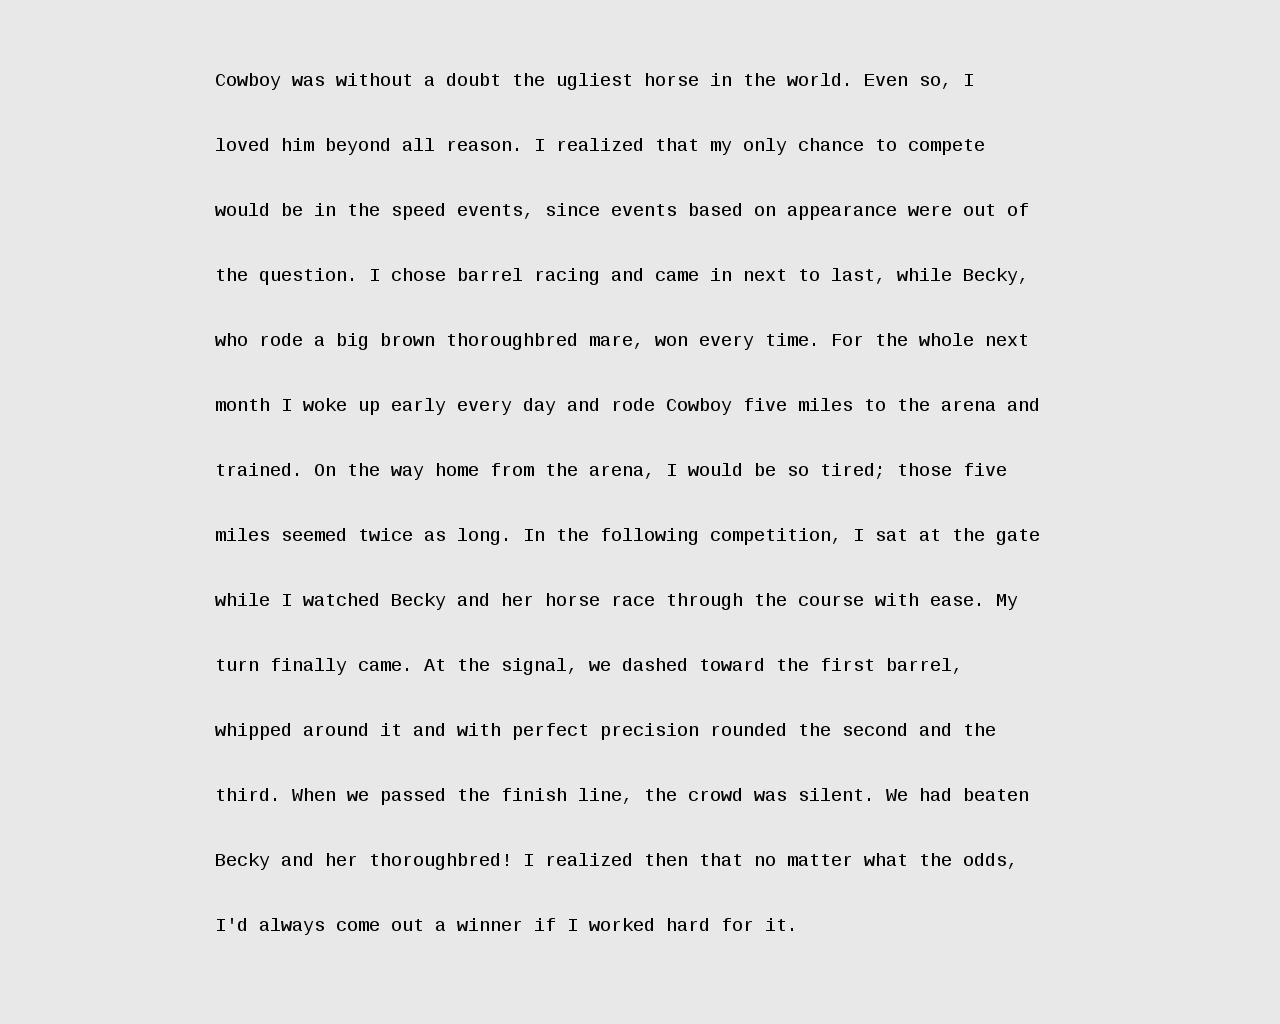 Cowboy was without a doubt the ugliest horse in the world. Even so, I
loved him beyond all reason. I realized that my only chance to compete
would be in the speed events, since events based on appearance were out of
the question. I chose barrel racing and came in next to last, while Becky,
who rode a big brown thoroughbred mare, won every time. For the whole next
month I woke up early every day and rode Cowboy five miles to the arena and
trained. On the way home from the arena, I would be so tired; those five
miles seemed twice as long. In the following competition, I sat at the gate
while I watched Becky and her horse race through the course with ease. My
turn finally came. At the signal, we dashed toward the first barrel,
whipped around it and with perfect precision rounded the second and the
third. When we passed the finish line, the crowd was silent. We had beaten
Becky and her thoroughbred! I realized then that no matter what the odds,
I'd always come out a winner if I worked hard for it.